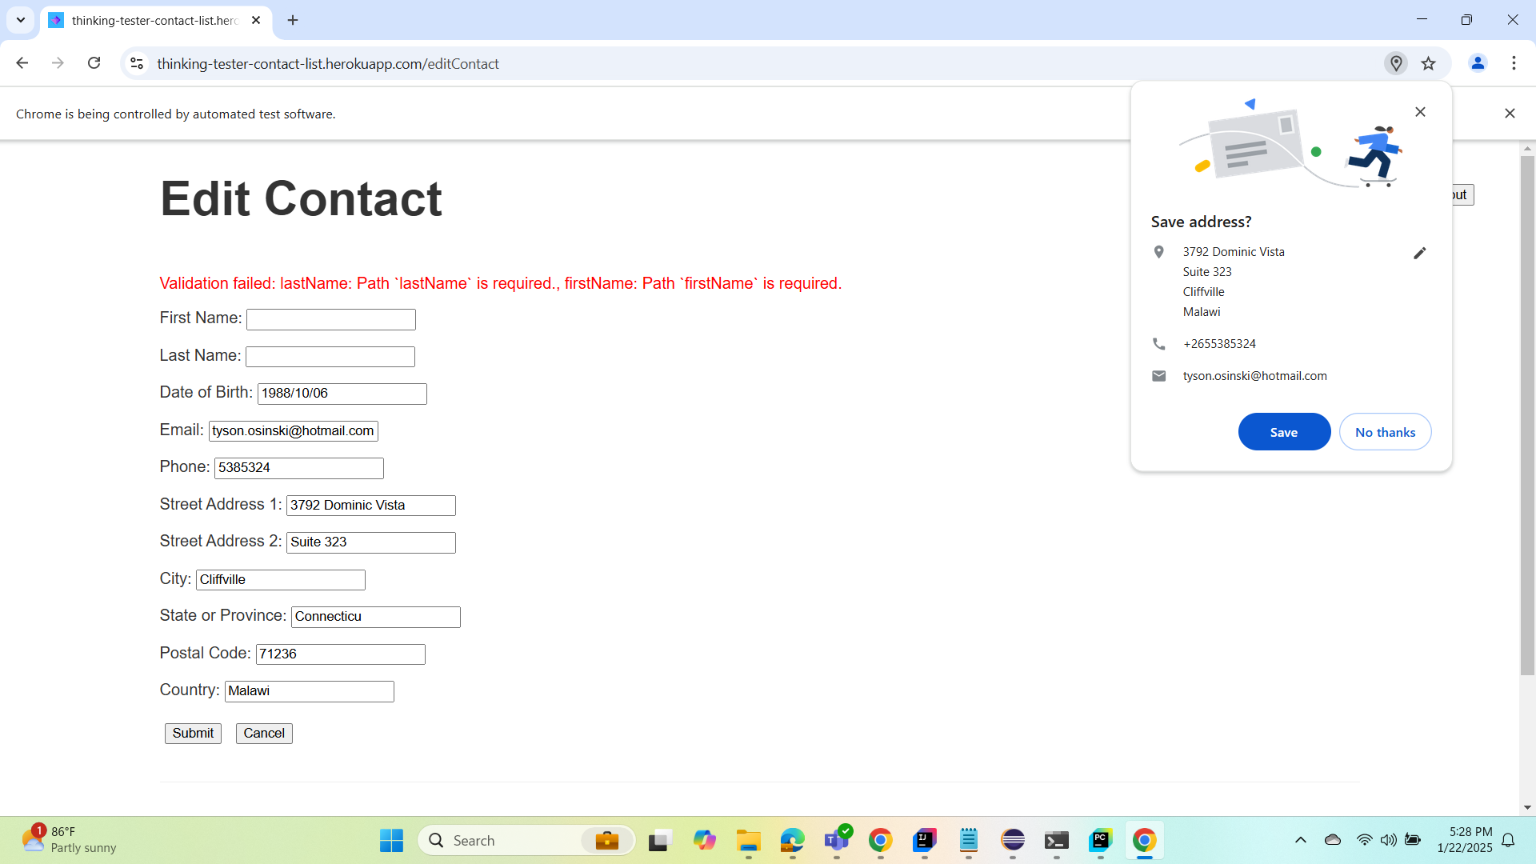 thinking-tester-contact-list.herc
thinking-tester-contact-list.herokuapp.com/editContact
Chrome is being controlled by automated test software.
Edit Contact
out
Validation failed: lastName: Path `lastName` is required., firstName: Path `firstName` is required.
First Name:
Last Name:
Date of Birth: 1988/10/06
Email: tyson.osinski@hotmail.com
Phone: 5385324
Street Address 1: 3792 Dominic Vista
Street Address 2: Suite 323
City: Cliffville
State or Province: Connecticu
Postal Code: 71236
Country: Malawi
Submit Cancel
Save address?
3792 Dominic Vista
Suite 323
Cliffville
Malawi
+2655385324
tyson.osinski@hotmail.com
Save No thanks
1
86°F
Partly sunny
Search
5:28 PM
1/22/2025